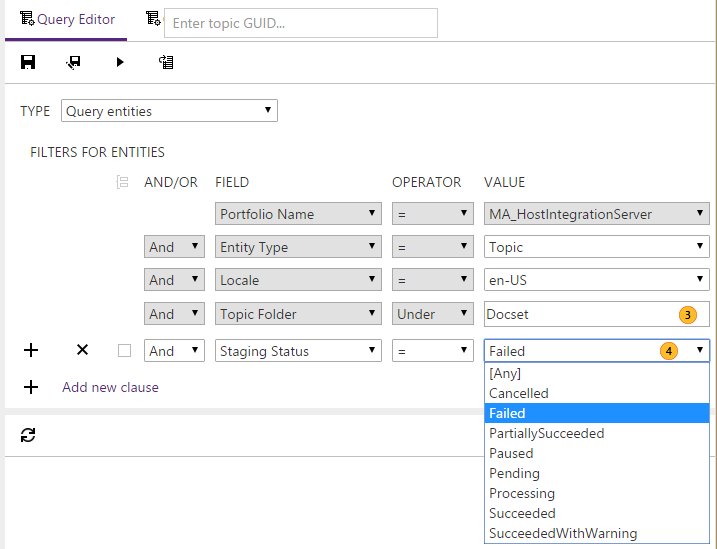 Query Editor
Enter topic GUID...
TYPE Query entities
FILTERS FOR ENTITIES
AND/OR FIELD OPERATOR VALUE
Portfolio Name = MA_HostIntegrationServer
And Entity Type = Topic
And Locale = en-US
And Topic Folder Under Docset 3
And Staging Status = Failed 4
Add new clause
[Any]
Cancelled
Failed
PartiallySucceeded
Paused
Pending
Processing
Succeeded
SucceededWithWarning